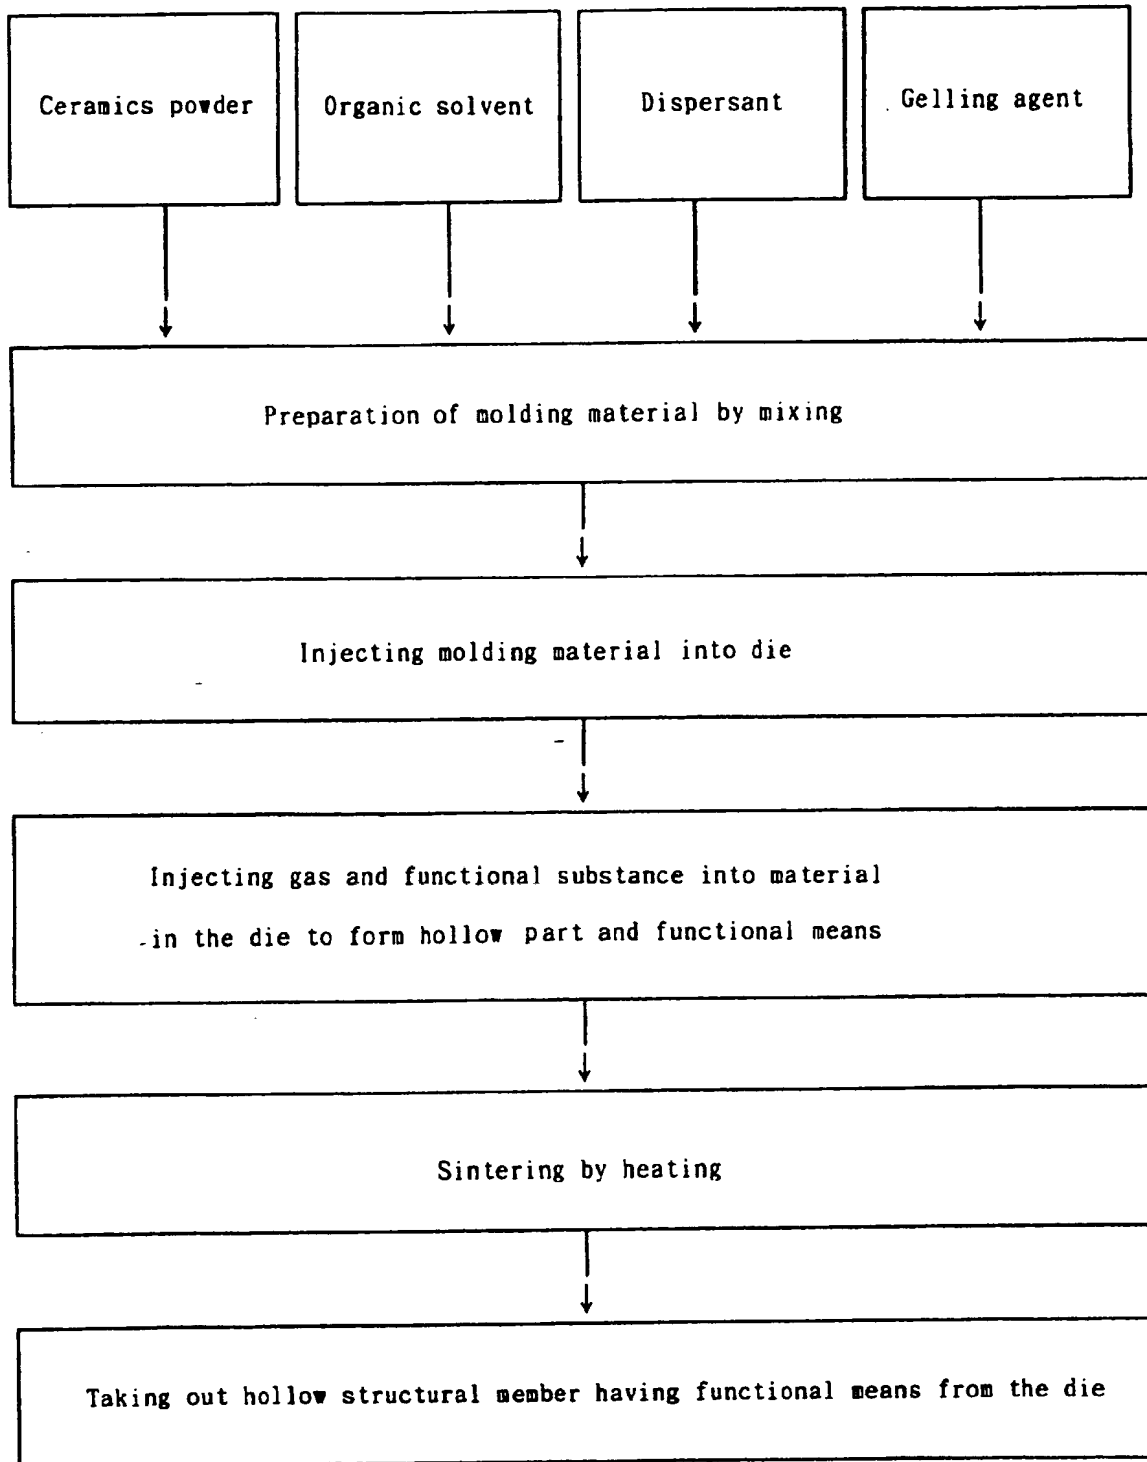 Ceramics powder
Organic solvent
Dispersant
Gelling agent
Preparation of molding material by mixing
Injecting molding material into die
Injecting gas and functional substance into material
in the die to form hollow part and functional means
Sintering by heating
Taking out hollow structural member having functional means from the die